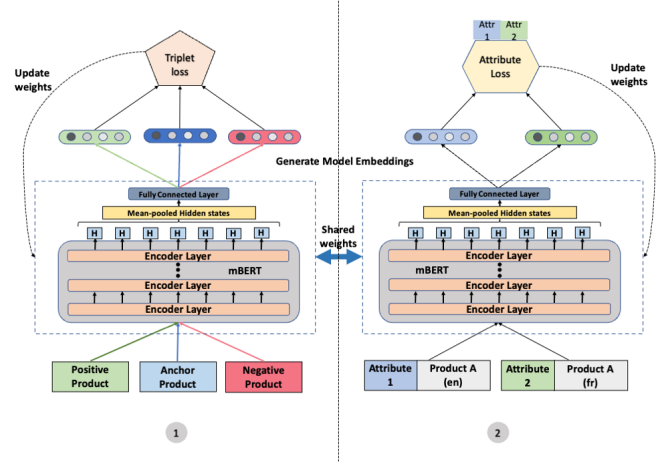 Triplet
loss
Update
weights
Generate Model Embeddings
Fully Connected Layer
Mean-pooled Hidden states
H H H H H H H
Encoder Layer
mBERT
Encoder Layer
Encoder Layer
Positive
Product
Anchor
Product
Negative
Product
1
Shared
weights
Attr
1
Attr
2
Attribute
Loss
Update
weights
Fully Connected Layer
Mean-pooled Hidden states
H H H H H H H
Encoder Layer
mBERT
Encoder Layer
Encoder Layer
Attribute
1
Product A
(en)
Attribute
2
Product A
(fr)
2